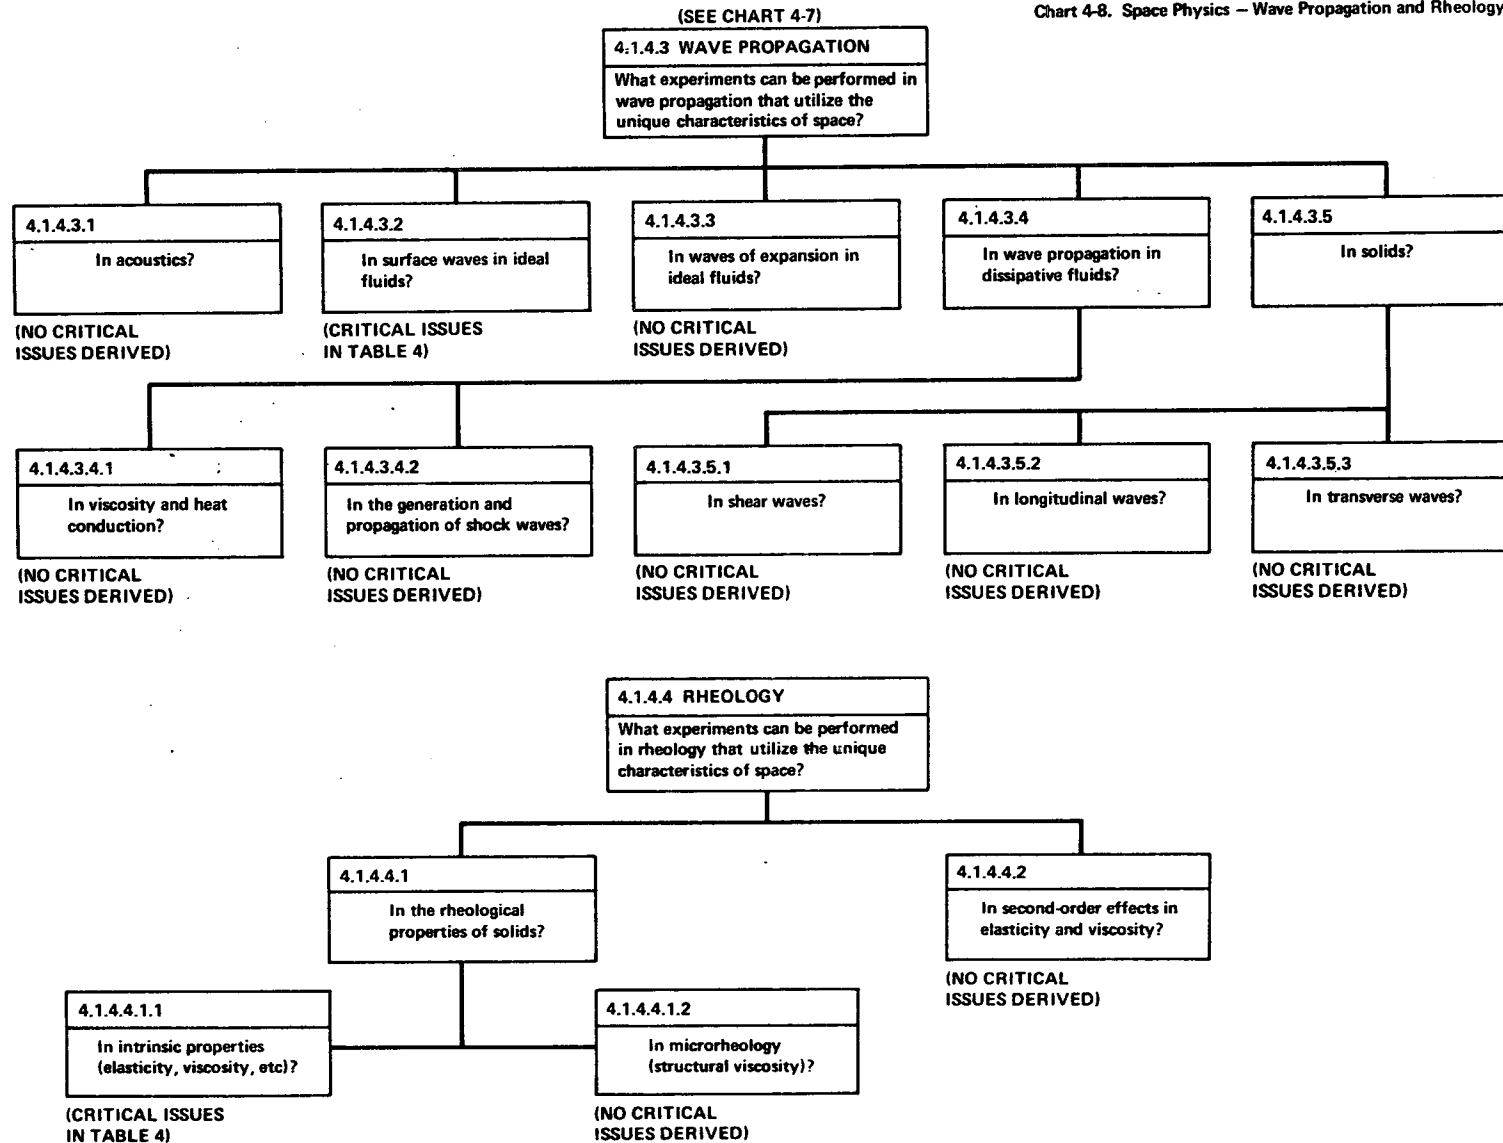 Chart 4-8. Space Physics – Wave Propagation and Rheology
(SEE CHART 4-7)
4.1.4.3 WAVE PROPAGATION
What experiments can be performed in
wave propagation that utilize the
unique characteristics of space?
4.1.4.3.1
In acoustics?
(NO CRITICAL
ISSUES DERIVED)
4.1.4.3.2
In surface waves in ideal
fluids?
(CRITICAL ISSUES
IN TABLE 4)
4.1.4.3.3
In waves of expansion in
ideal fluids?
(NO CRITICAL
ISSUES DERIVED)
4.1.4.3.4
In wave propagation in
dissipative fluids?
4.1.4.3.5
In solids?
4.1.4.3.4.1
In viscosity and heat
conduction?
(NO CRITICAL
ISSUES DERIVED)
4.1.4.3.4.2
In the generation and
propagation of shock waves?
(NO CRITICAL
ISSUES DERIVED)
4.1.4.3.5.1
In shear waves?
(NO CRITICAL
ISSUES DERIVED)
4.1.4.3.5.2
In longitudinal waves?
(NO CRITICAL
ISSUES DERIVED)
4.1.4.3.5.3
In transverse waves?
(NO CRITICAL
ISSUES DERIVED)
4.1.4.4 RHEOLOGY
What experiments can be performed
in rheology that utilize the unique
characteristics of space?
4.1.4.4.1
In the rheological
properties of solids?
4.1.4.4.2
In second-order effects in
elasticity and viscosity?
(NO CRITICAL
ISSUES DERIVED)
4.1.4.4.1.1
In intrinsic properties
(elasticity, viscosity, etc)?
(CRITICAL ISSUES
IN TABLE 4)
4.1.4.4.1.2
In microrheology
(structural viscosity)?
(NO CRITICAL
ISSUES DERIVED)